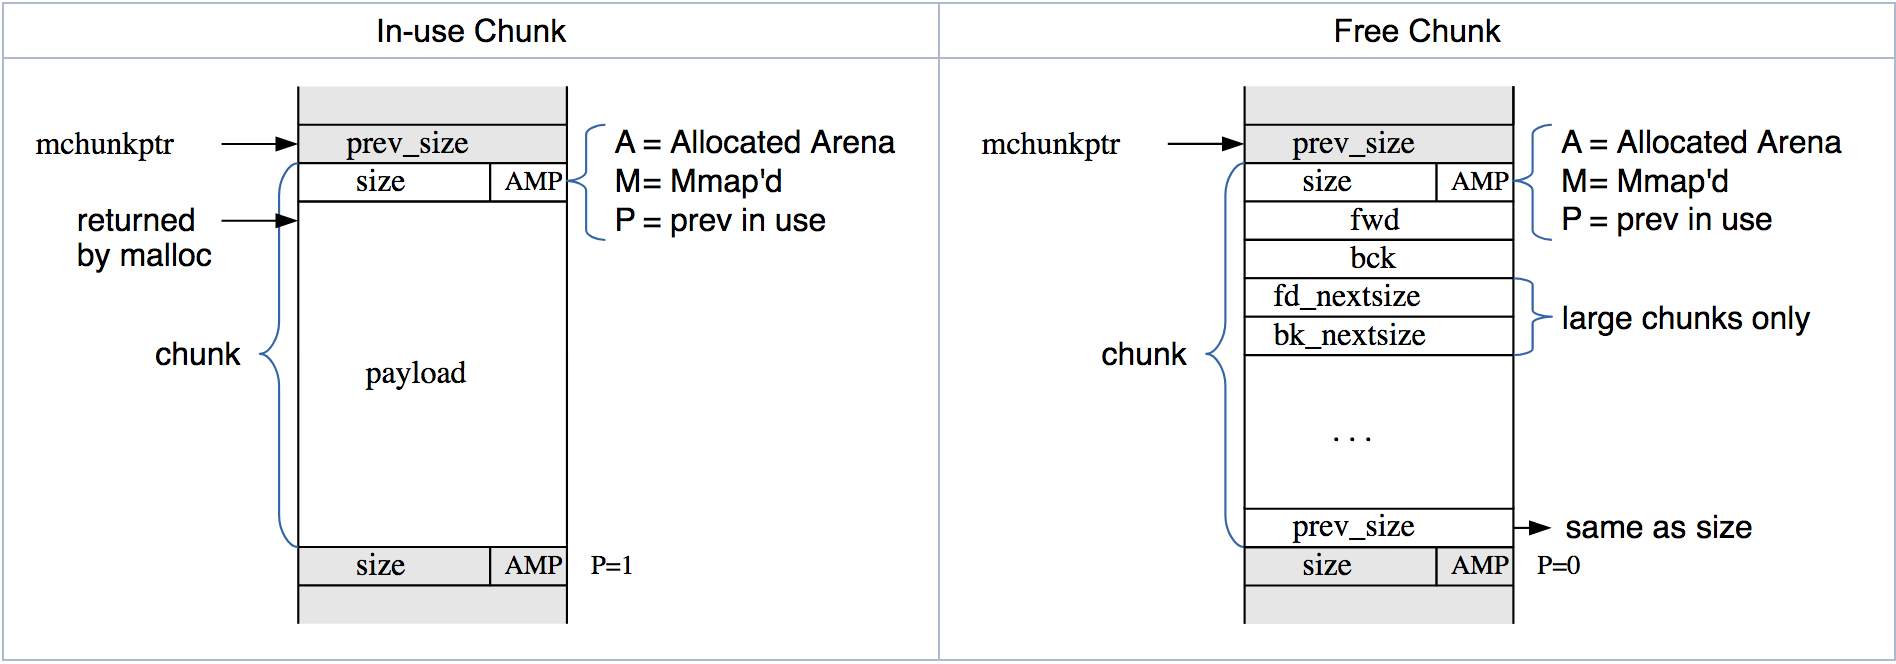 In-use Chunk
Free Chunk
mchunkptr
prev_size
size
AMP
A = Allocated Arena
M= Mmap'd
P = prev in use
returned
by malloc
chunk
payload
size
AMP
P=1
mchunkptr
prev_size
size
AMP
A = Allocated Arena
M= Mmap'd
P = prev in use
fwd
bck
fd_nextsize
bk_nextsize
large chunks only
chunk
. . .
prev_size
same as size
size
AMP
P=0